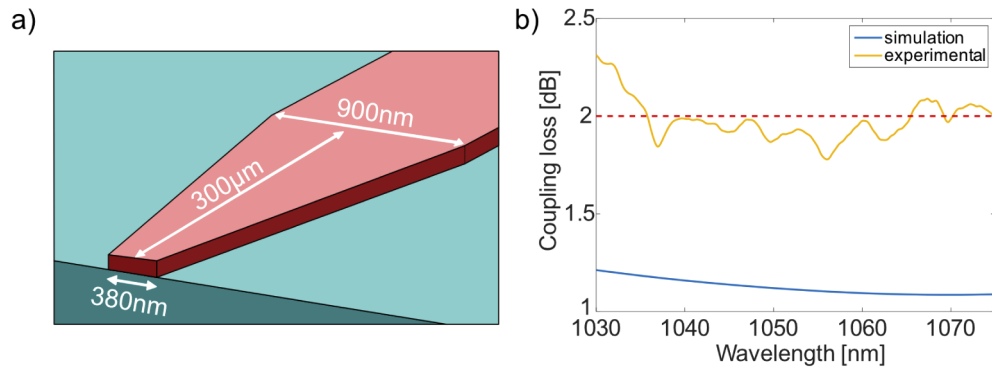 a)
900nm
300μm
380nm
b)
2.5
2
1.5
1
Coupling loss [dB]
simulation
experimental
1030
1040
1050
1060
1070
Wavelength [nm]